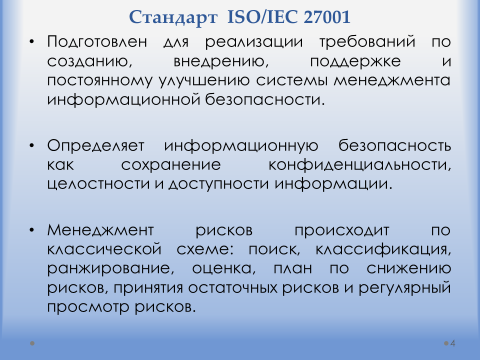 Стандарт ISO/IEC 27001
• Подготовлен для реализации требований по
созданию, внедрению, поддержке и
постоянному улучшению системы менеджмента
информационной безопасности.
• Определяет информационную безопасность
как сохранение конфиденциальности,
целостности и доступности информации.
• Менеджмент рисков происходит по
классической схеме: поиск, классификация,
ранжирование, оценка, план по снижению
рисков, принятия остаточных рисков и регулярный
просмотр рисков.
4